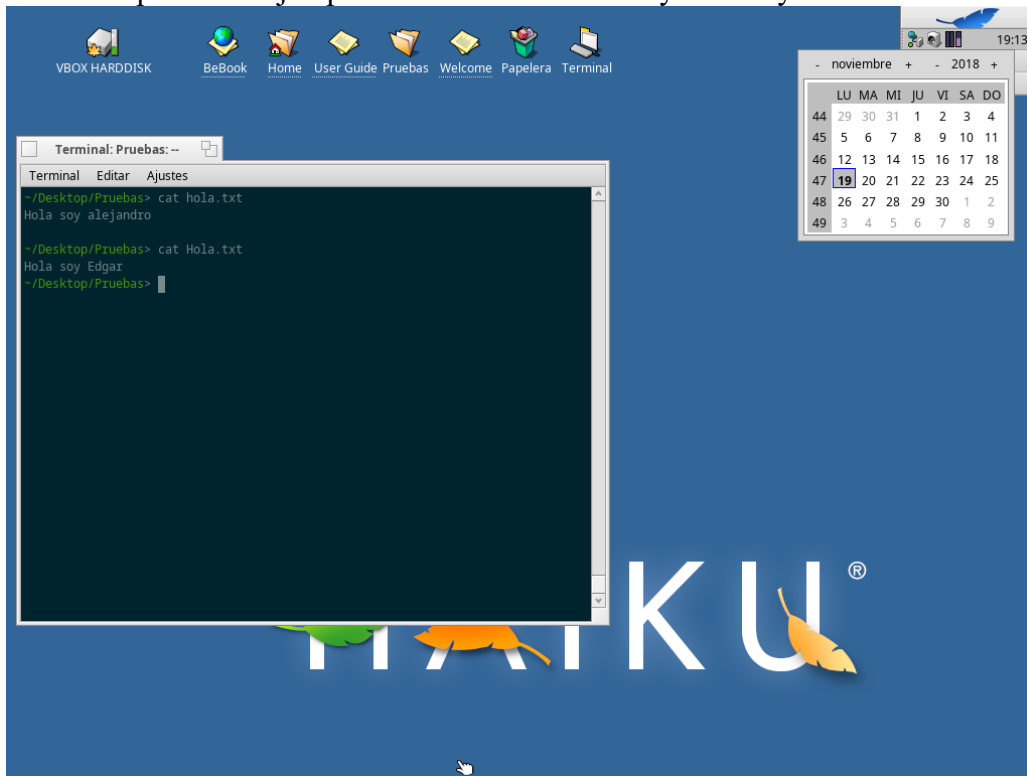 VBOX HARDDISK
BeBook
Home
User Guide
Pruebas
Welcome
Papelera
Terminal
19:13
- noviembre + - 2018 +
LU MA MI JU VI SA DO
44 29 30 31 1 2 3 4
45 5 6 7 8 9 10 11
46 12 13 14 15 16 17 18
47 19 20 21 22 23 24 25
48 26 27 28 29 30 1 2
49 3 4 5 6 7 8 9
Terminal: Pruebas: --
Terminal Editar Ajustes
~/Desktop/Pruebas> cat hola.txt
Hola soy alejandro
~/Desktop/Pruebas> cat Hola.txt
Hola soy Edgar
~/Desktop/Pruebas>
HAIKU®